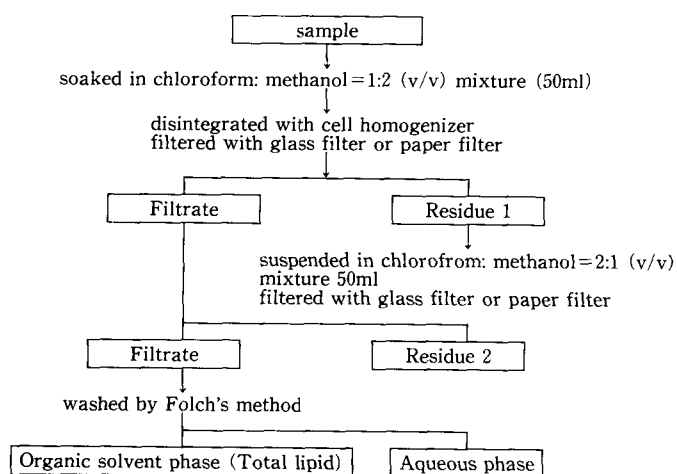 sample
soaked in chloroform: methanol=1:2 (v/v) mixture (50ml)
disintegrated with cell homogenizer
filtered with glass filter or paper filter
Filtrate
Residue 1
suspended in chlorofrom: methanol=2:1 (v/v)
mixture 50ml
filtered with glass filter or paper filter
Filtrate
Residue 2
washed by Folch's method
Organic solvent phase (Total lipid)
Aqueous phase